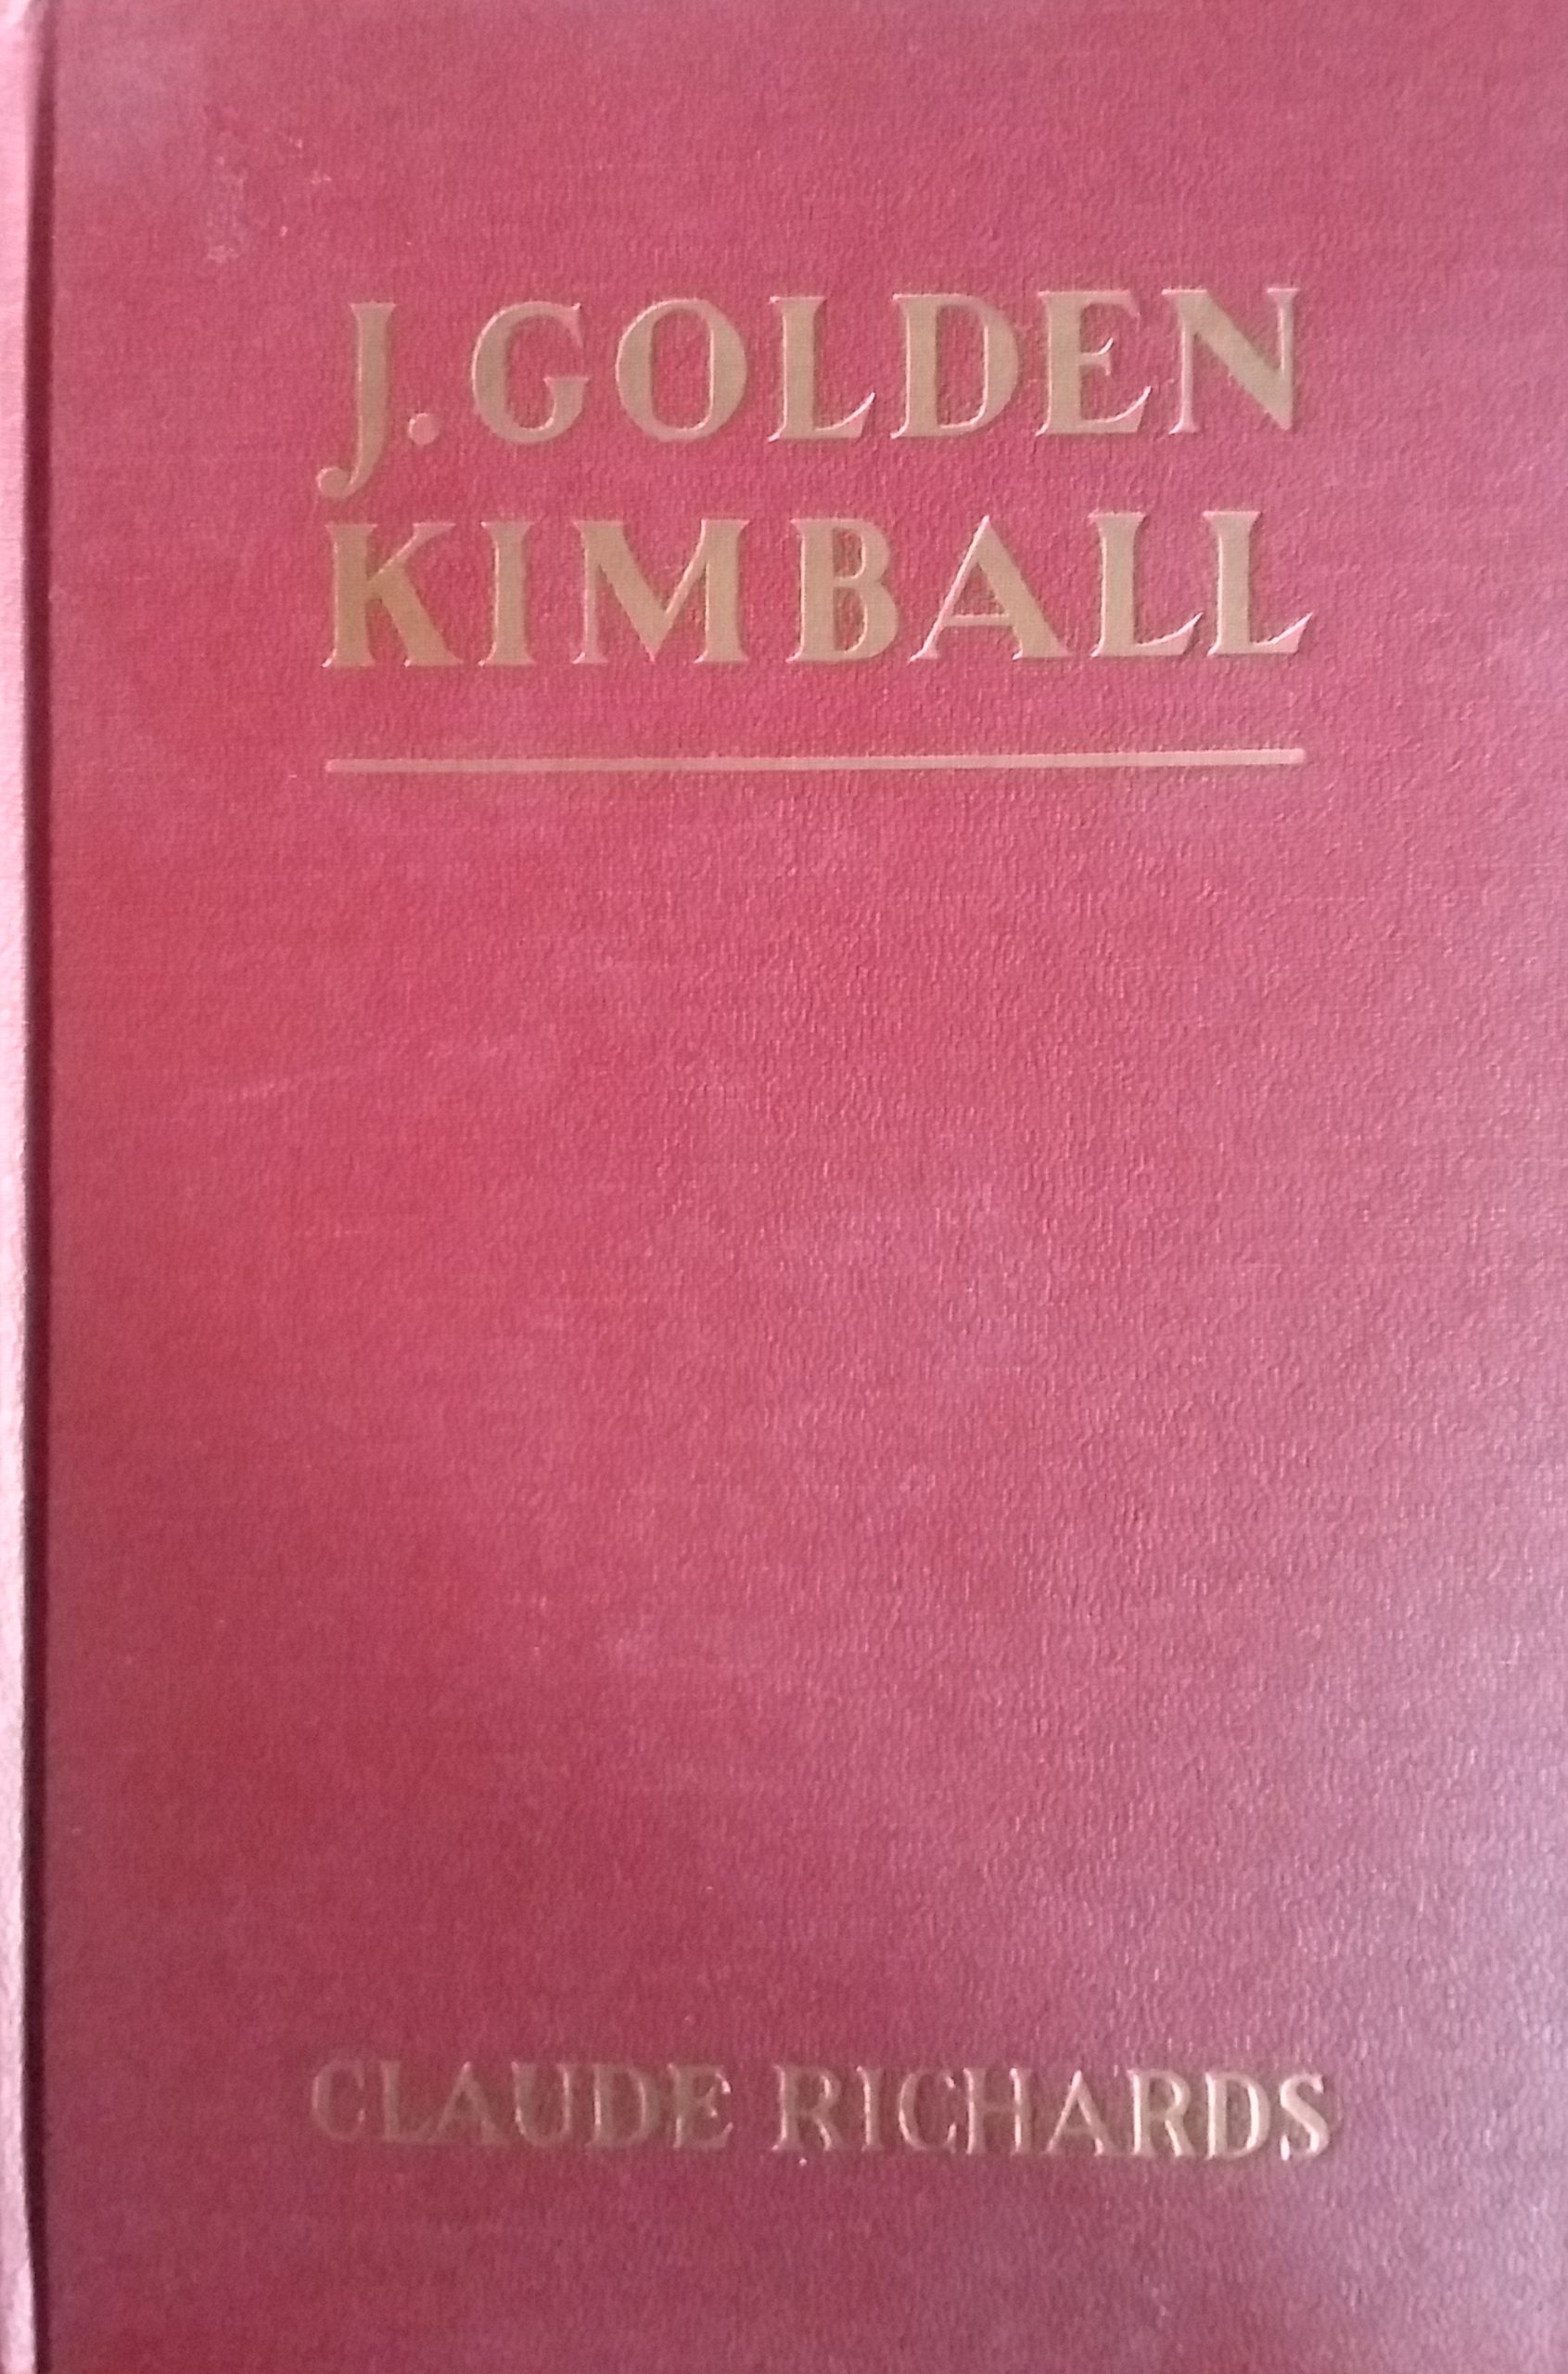 J. GOLDEN
KIMBALL
CLAUDE RICHARDS